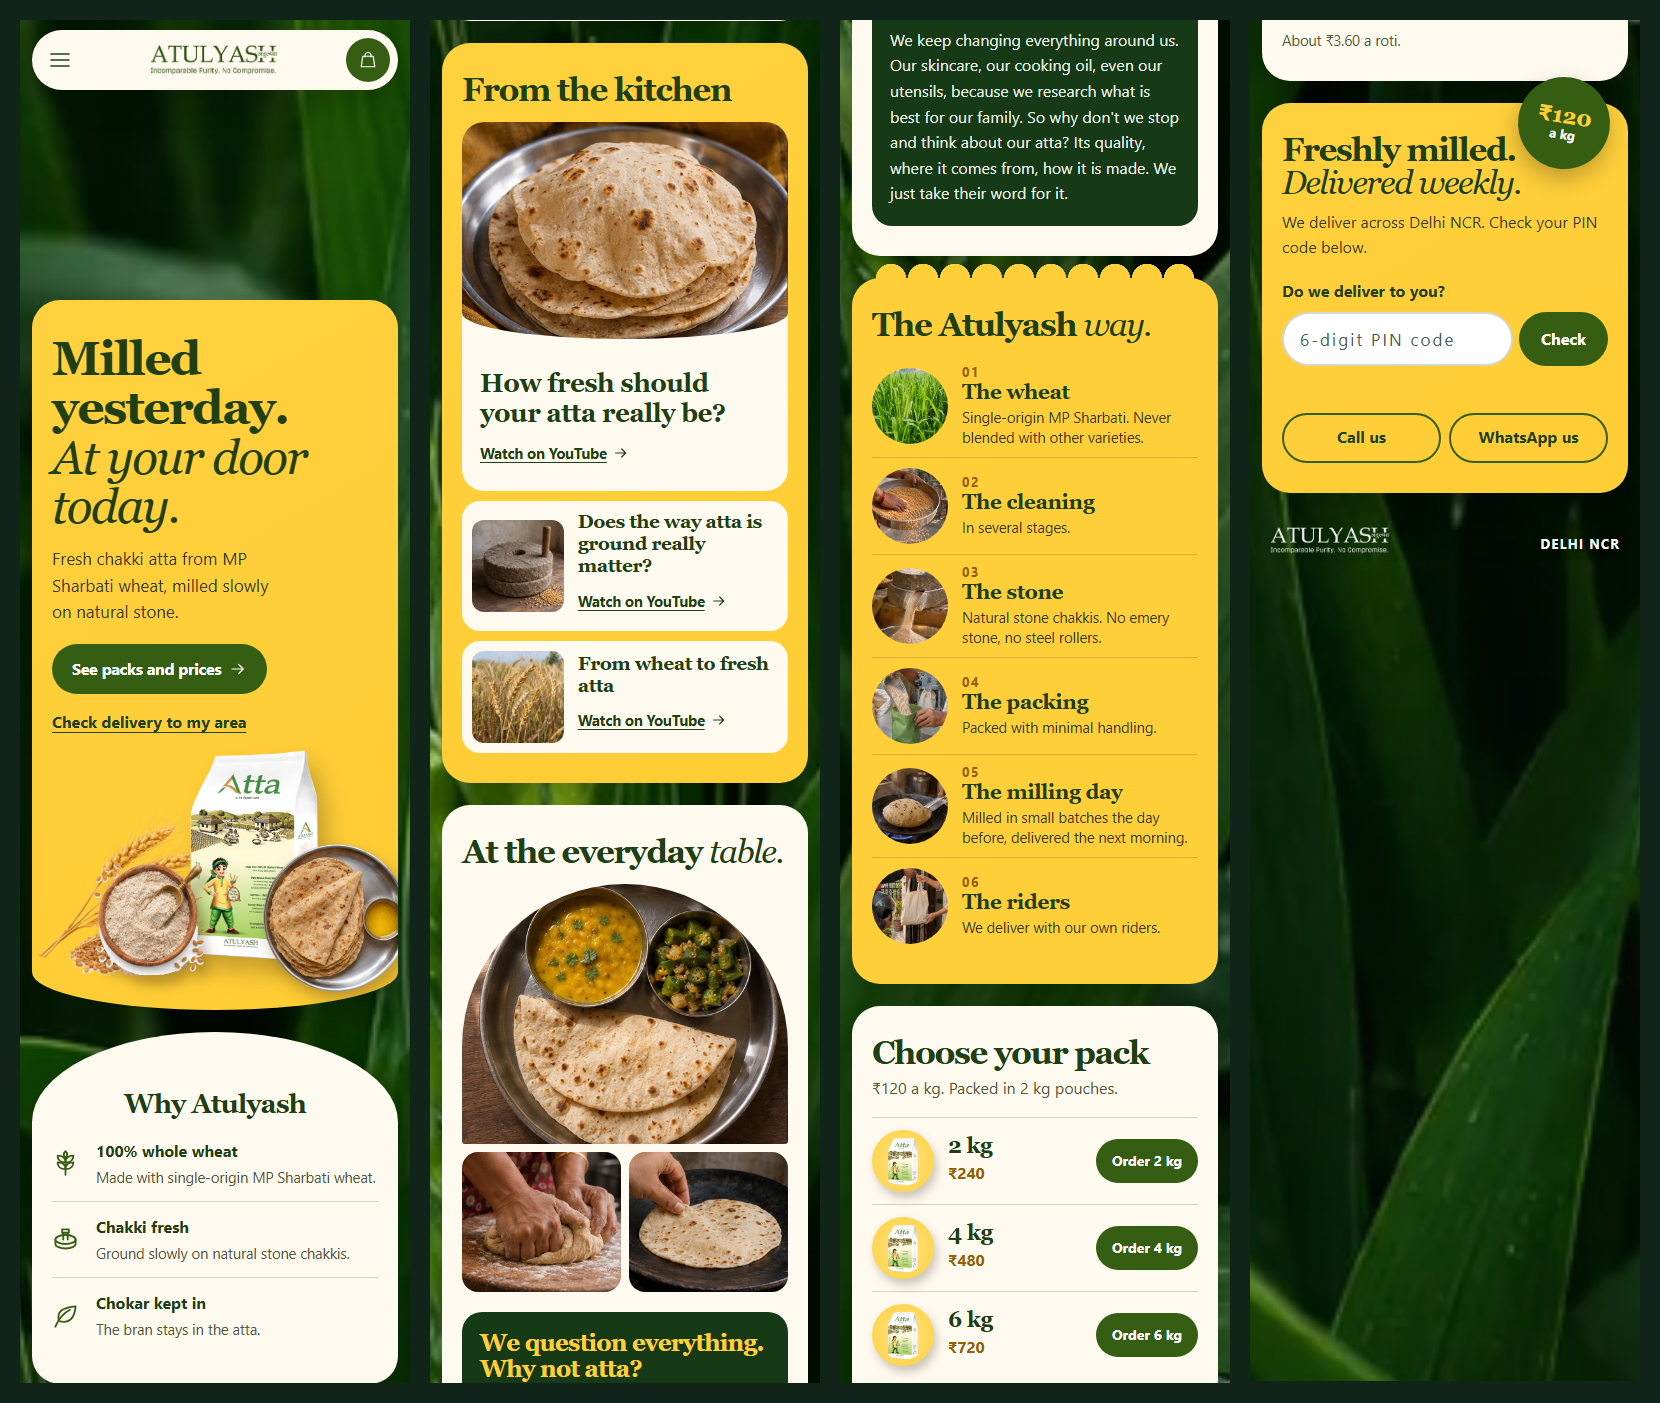 ATULYASH
Incomparable Purity. No Compromise.
Milled
yesterday.
At your door
today.
Fresh chakki atta from MP
Sharbati wheat, milled slowly
on natural stone.
See packs and prices →
Check delivery to my area
Atta
ATULYASH
Why Atulyash
100% whole wheat
Made with single-origin MP Sharbati wheat.
Chakki fresh
Ground slowly on natural stone chakkis.
Chokar kept in
The bran stays in the atta.
From the kitchen
How fresh should
your atta really be?
Watch on YouTube →
Does the way atta is
ground really
matter?
Watch on YouTube →
From wheat to fresh
atta
Watch on YouTube →
At the everyday table.
We question everything.
Why not atta?
We keep changing everything around us.
Our skincare, our cooking oil, even our
utensils, because we research what is
best for our family. So why don't we stop
and think about our atta? Its quality,
where it comes from, how it is made. We
just take their word for it.
The Atulyash way.
01
The wheat
Single-origin MP Sharbati. Never
blended with other varieties.
02
The cleaning
In several stages.
03
The stone
Natural stone chakkis. No emery
stone, no steel rollers.
04
The packing
Packed with minimal handling.
05
The milling day
Milled in small batches the day
before, delivered the next morning.
06
The riders
We deliver with our own riders.
Choose your pack
₹120 a kg. Packed in 2 kg pouches.
Atta
2 kg
₹240
Order 2 kg
Atta
4 kg
₹480
Order 4 kg
Atta
6 kg
₹720
Order 6 kg
About ₹3.60 a roti.
₹120
a kg
Freshly milled.
Delivered weekly.
We deliver across Delhi NCR. Check your PIN
code below.
Do we deliver to you?
6-digit PIN code
Check
Call us
WhatsApp us
ATULYASH
Incomparable Purity. No Compromise.
DELHI NCR